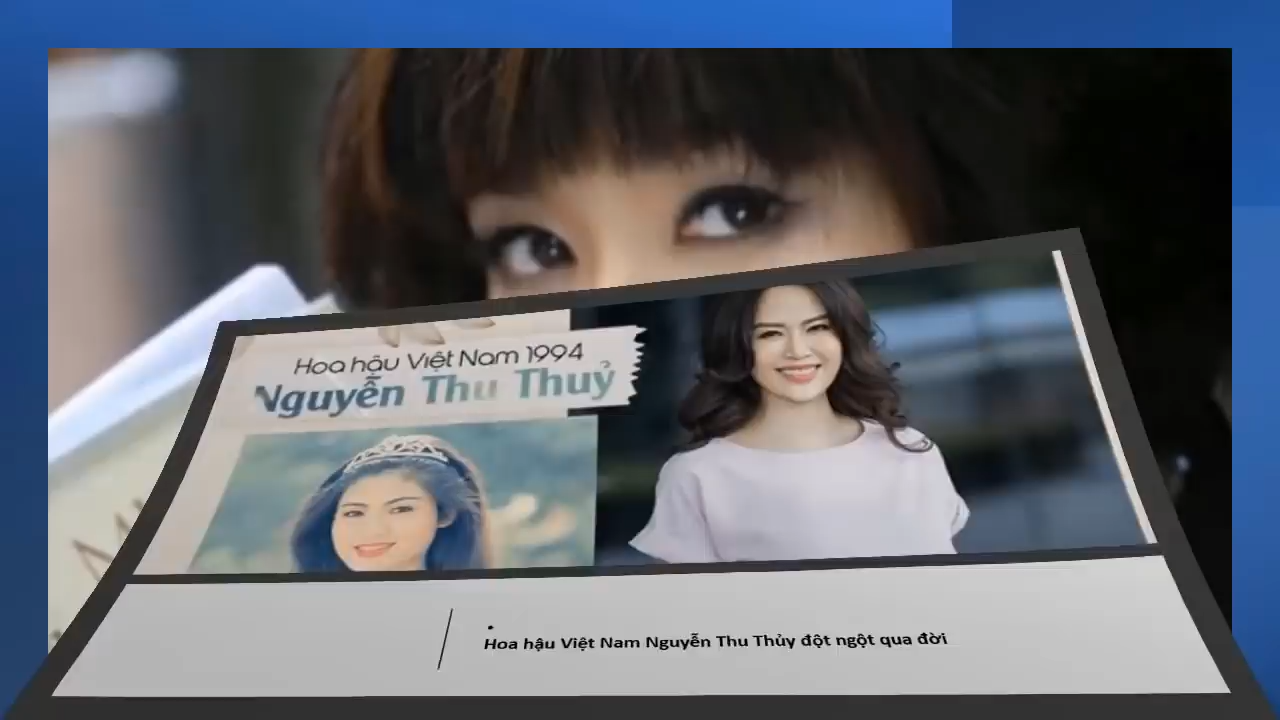 Hoa hậu Việt Nam 1994
Nguyễn Thu Thuỷ
Hoa hậu Việt Nam Nguyễn Thu Thủy đột ngột qua đời